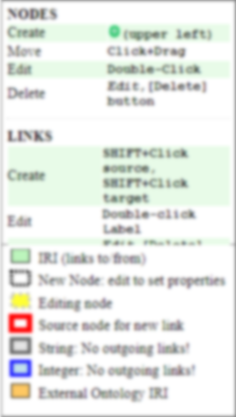 NODES
Create (upper left)
Move Click+Drag
Edit Double-Click
Delete Edit,[Delete]
button
LINKS
SHIFT+Click
source,
Create SHIFT+Click
target
Edit Double-click
Label
Edit,[Delete]
IRI (links to/from)
New Node: edit to set properties
Editing node
Source node for new link
String: No outgoing links!
Integer: No outgoing links!
External Ontology IRI